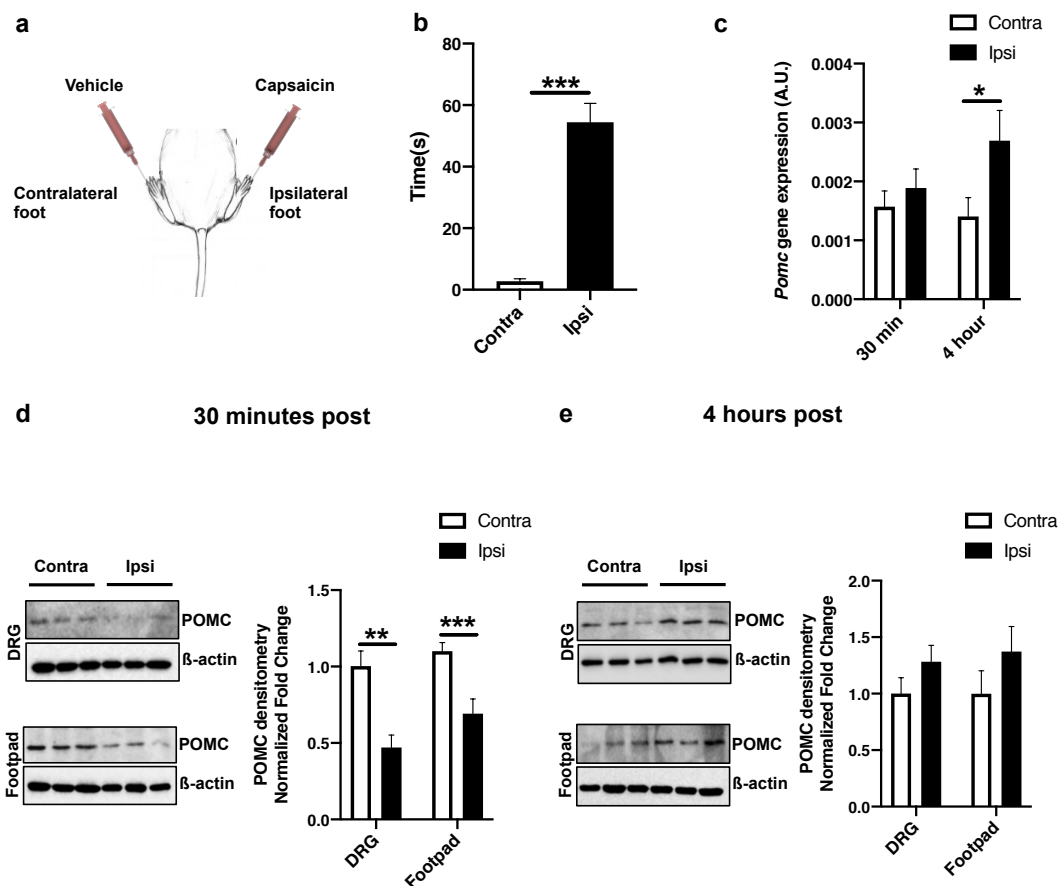 a
Vehicle
Capsaicin
Contralateral
foot
Ipsilateral
foot
b
80
60
40
20
0
Time(s)
***
Contra
Ipsi
c
Contra
Ipsi
0.004
0.003
0.002
0.001
0.000
Pomc gene expression (A.U.)
*
30 min
4 hour
d
30 minutes post
Contra
Ipsi
DRG
POMC
ß-actin
Footpad
POMC
ß-actin
Contra
Ipsi
1.5
1.0
0.5
0.0
POMC densitometry
Normalized Fold Change
**
***
DRG
Footpad
e
4 hours post
Contra
Ipsi
DRG
POMC
ß-actin
Footpad
POMC
ß-actin
Contra
Ipsi
2.0
1.5
1.0
0.5
0.0
POMC densitometry
Normalized Fold Change
DRG
Footpad